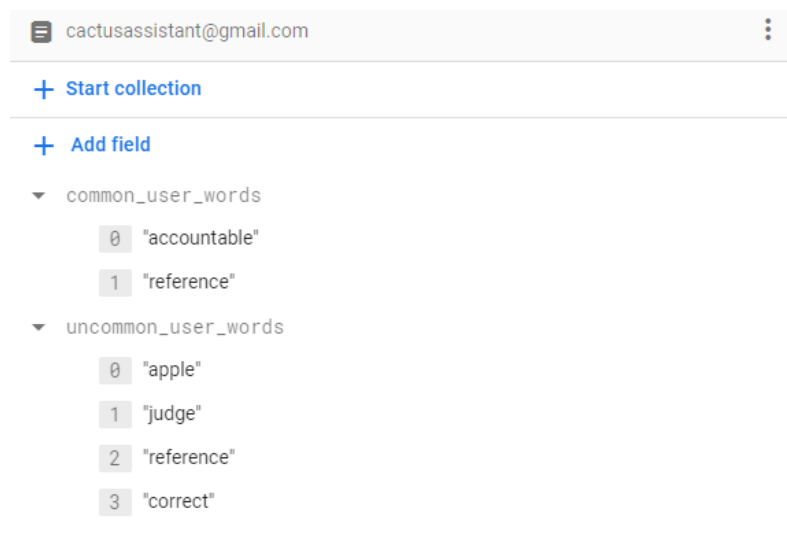 cactusassistant@gmail.com
Start collection
Add field
common_user_words
0 "accountable"
1 "reference"
uncommon_user_words
0 "apple"
1 "judge"
2 "reference"
3 "correct"